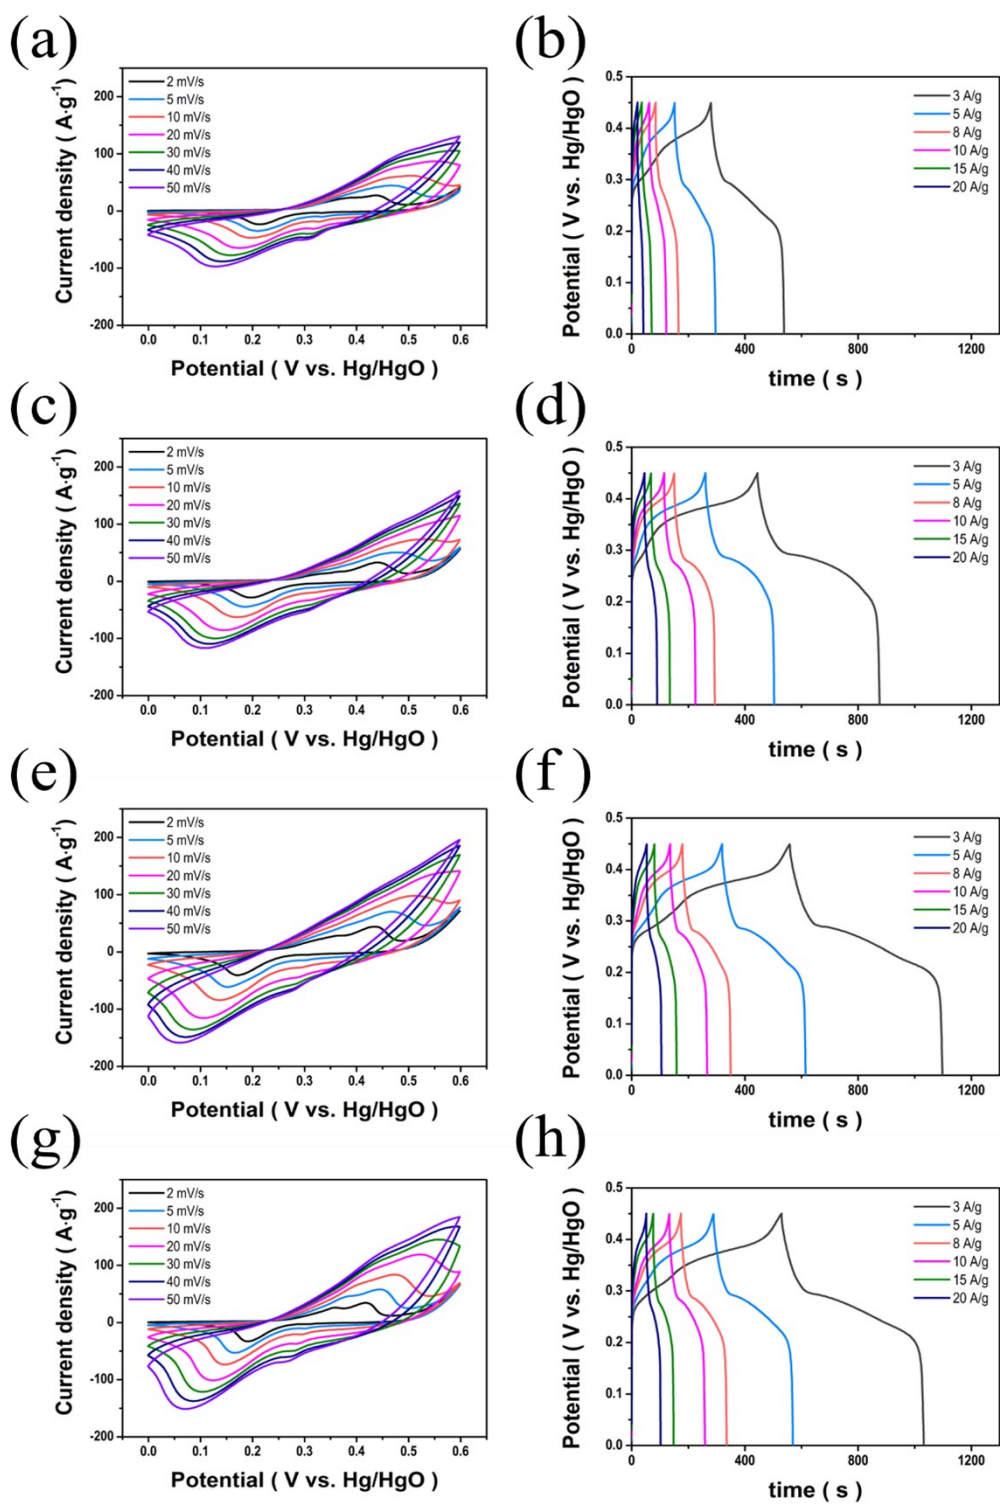 (a)
Current density ( A·g-1)
200
100
0
-100
-200
2 mV/s
5 mV/s
10 mV/s
20 mV/s
30 mV/s
40 mV/s
50 mV/s
0.0 0.1 0.2 0.3 0.4 0.5 0.6
Potential ( V vs. Hg/HgO )
(b)
Potential ( V vs. Hg/HgO )
0.5
0.4
0.3
0.2
0.1
0.0
3 A/g
5 A/g
8 A/g
10 A/g
15 A/g
20 A/g
0 400 800 1200
time ( s )
(c)
Current density ( A·g-1)
200
100
0
-100
-200
2 mV/s
5 mV/s
10 mV/s
20 mV/s
30 mV/s
40 mV/s
50 mV/s
0.0 0.1 0.2 0.3 0.4 0.5 0.6
Potential ( V vs. Hg/HgO )
(d)
Potential ( V vs. Hg/HgO )
0.5
0.4
0.3
0.2
0.1
0.0
3 A/g
5 A/g
8 A/g
10 A/g
15 A/g
20 A/g
0 400 800 1200
time ( s )
(e)
Current density ( A·g-1)
200
100
0
-100
-200
2 mV/s
5 mV/s
10 mV/s
20 mV/s
30 mV/s
40 mV/s
50 mV/s
0.0 0.1 0.2 0.3 0.4 0.5 0.6
Potential ( V vs. Hg/HgO )
(f )
Potential ( V vs. Hg/HgO )
0.5
0.4
0.3
0.2
0.1
0.0
3 A/g
5 A/g
8 A/g
10 A/g
15 A/g
20 A/g
0 400 800 1200
time ( s )
(g)
Current density ( A·g-1)
200
100
0
-100
-200
2 mV/s
5 mV/s
10 mV/s
20 mV/s
30 mV/s
40 mV/s
50 mV/s
0.0 0.1 0.2 0.3 0.4 0.5 0.6
Potential ( V vs. Hg/HgO )
(h)
Potential ( V vs. Hg/HgO )
0.5
0.4
0.3
0.2
0.1
0.0
3 A/g
5 A/g
8 A/g
10 A/g
15 A/g
20 A/g
0 400 800 1200
time ( s )